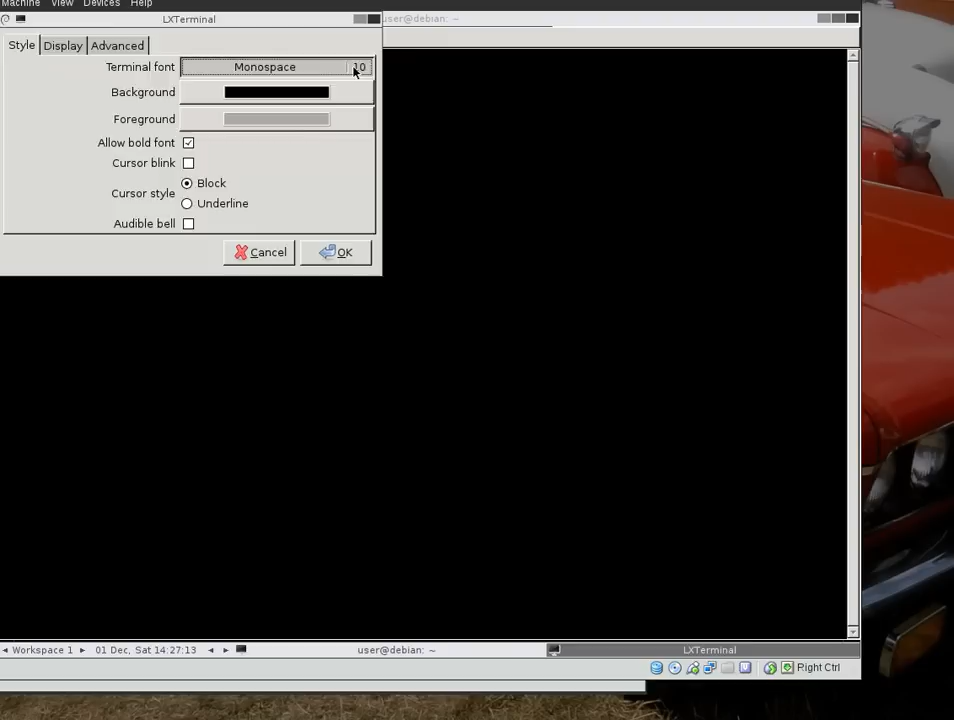 Machine View Devices Help
LXTerminal
user@debian: ~
Style Display Advanced
Terminal font Monospace 10
Background
Foreground
Allow bold font
Cursor blink
Cursor style Block
Underline
Audible bell
Cancel OK
Workspace 1 01 Dec, Sat 14:27:13 user@debian: ~ LXTerminal
Right Ctrl